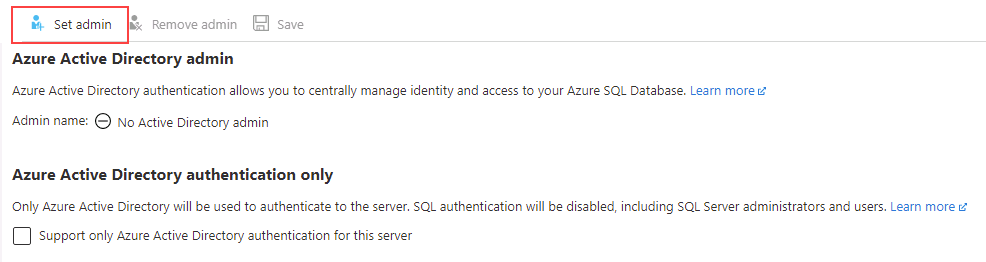 Set admin Remove admin Save
Azure Active Directory admin
Azure Active Directory authentication allows you to centrally manage identity and access to your Azure SQL Database. Learn more
Admin name: No Active Directory admin
Azure Active Directory authentication only
Only Azure Active Directory will be used to authenticate to the server. SQL authentication will be disabled, including SQL Server administrators and users. Learn more
Support only Azure Active Directory authentication for this server